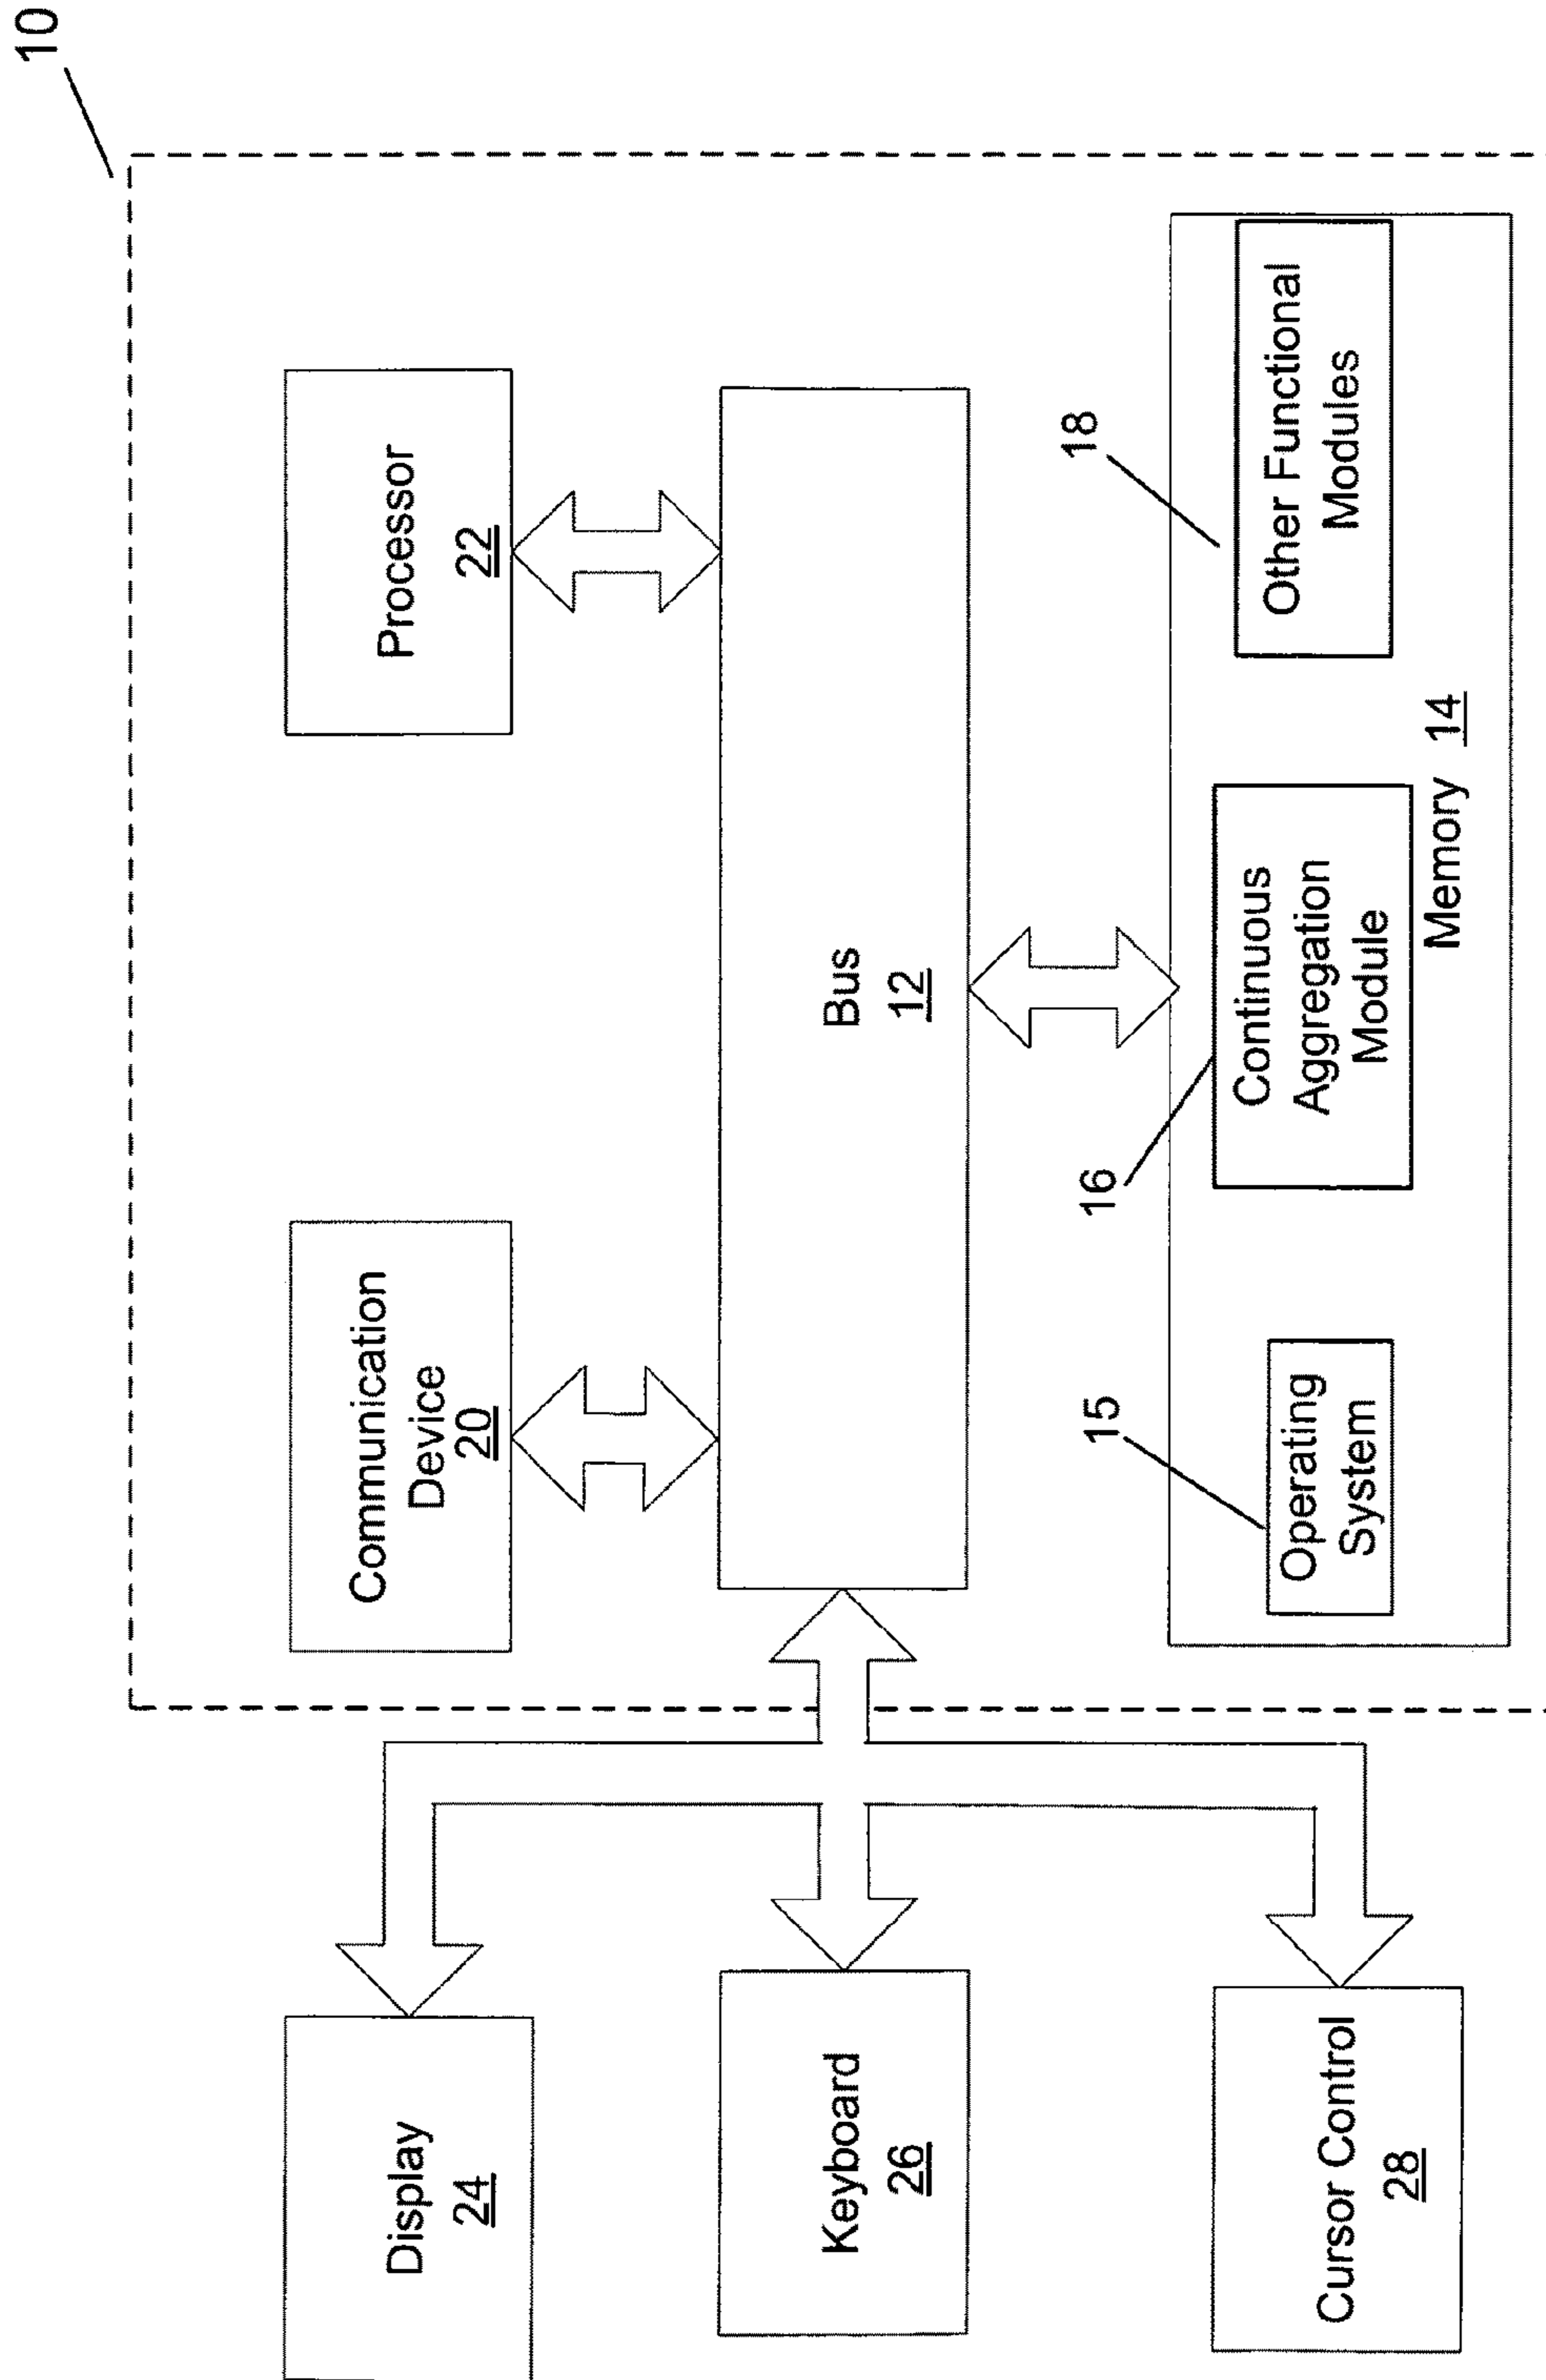 10
Display
24
Communication
Device
20
Processor
22
Keyboard
26
Bus
12
Cursor Control
28
15
16
18
Operating
System
Continuous
Aggregation
Module
Other Functional
Modules
Memory 14